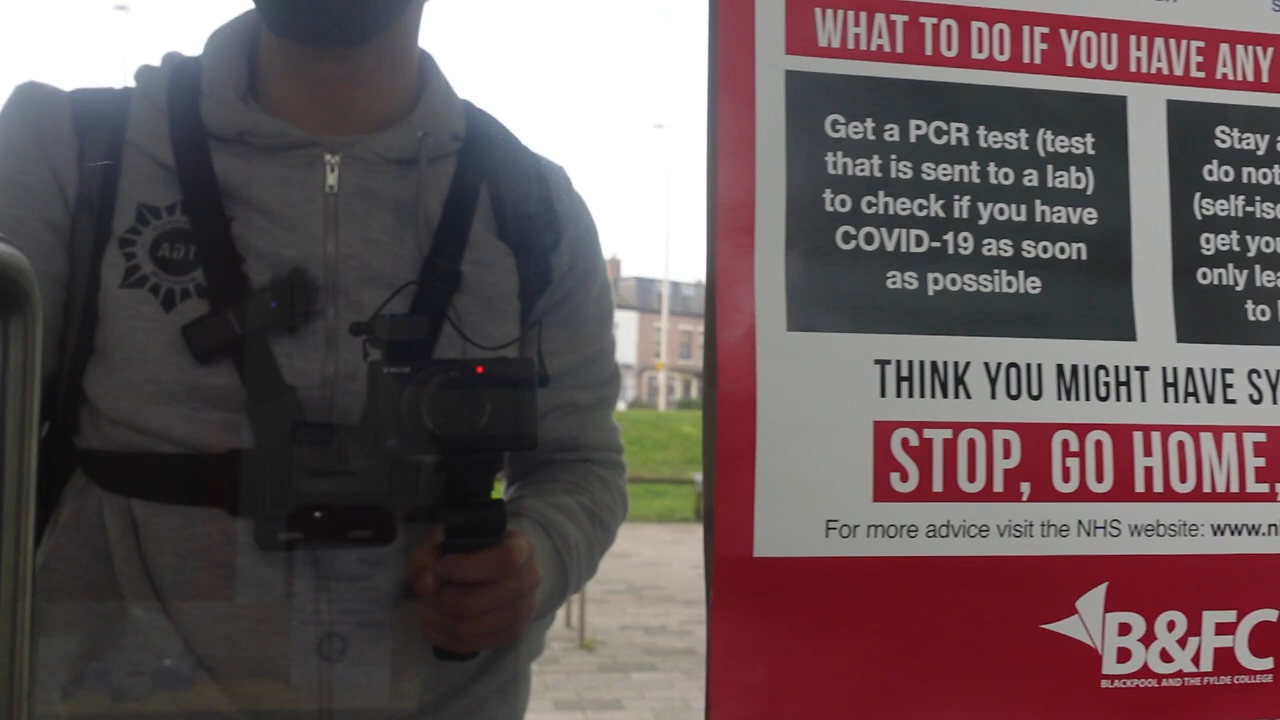 WHAT TO DO IF YOU HAVE ANY
Get a PCR test (test
that is sent to a lab)
to check if you have
COVID-19 as soon
as possible
Stay
do not
(self-iso
get you
only lea
to
THINK YOU MIGHT HAVE SY
STOP, GO HOME,
For more advice visit the NHS website: www.n
B&FC
BLACKPOOL AND THE FYLDE COLLEGE